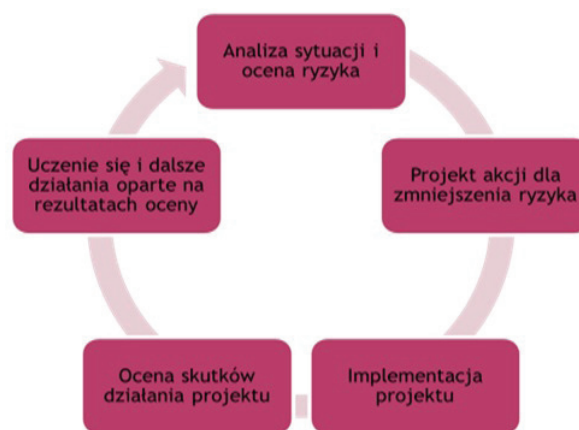 Analiza sytuacji i
ocena ryzyka
Projekt akcji dla
zmniejszenia ryzyka
Implementacja
projektu
Ocena skutków
działania projektu
Uczenie się i dalsze
działania oparte na
rezultatach oceny